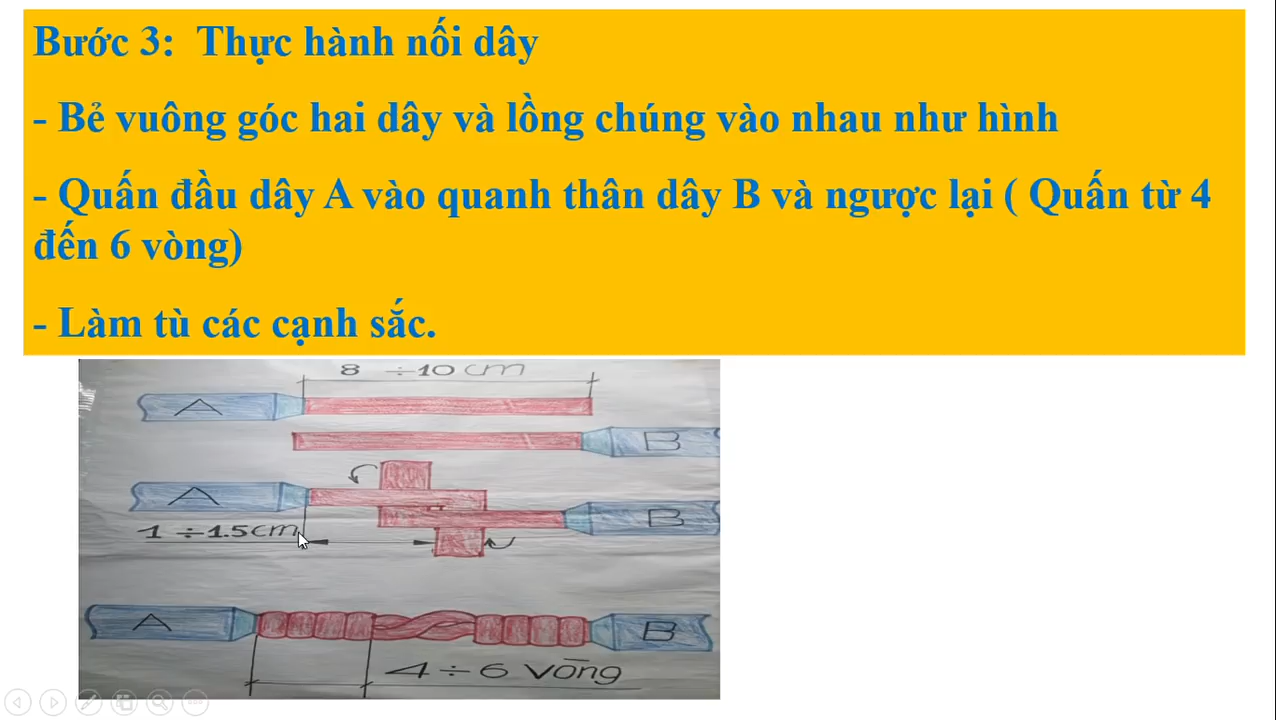 Bước 3: Thực hành nối dây
- Bẻ vuông góc hai dây và lồng chúng vào nhau như hình
- Quấn đầu dây A vào quanh thân dây B và ngược lại ( Quấn từ 4
đến 6 vòng)
- Làm tù các cạnh sắc.
8 ÷10 cm
A
B
A
B
1 ÷1.5cm
A
B
4÷6 Vōng